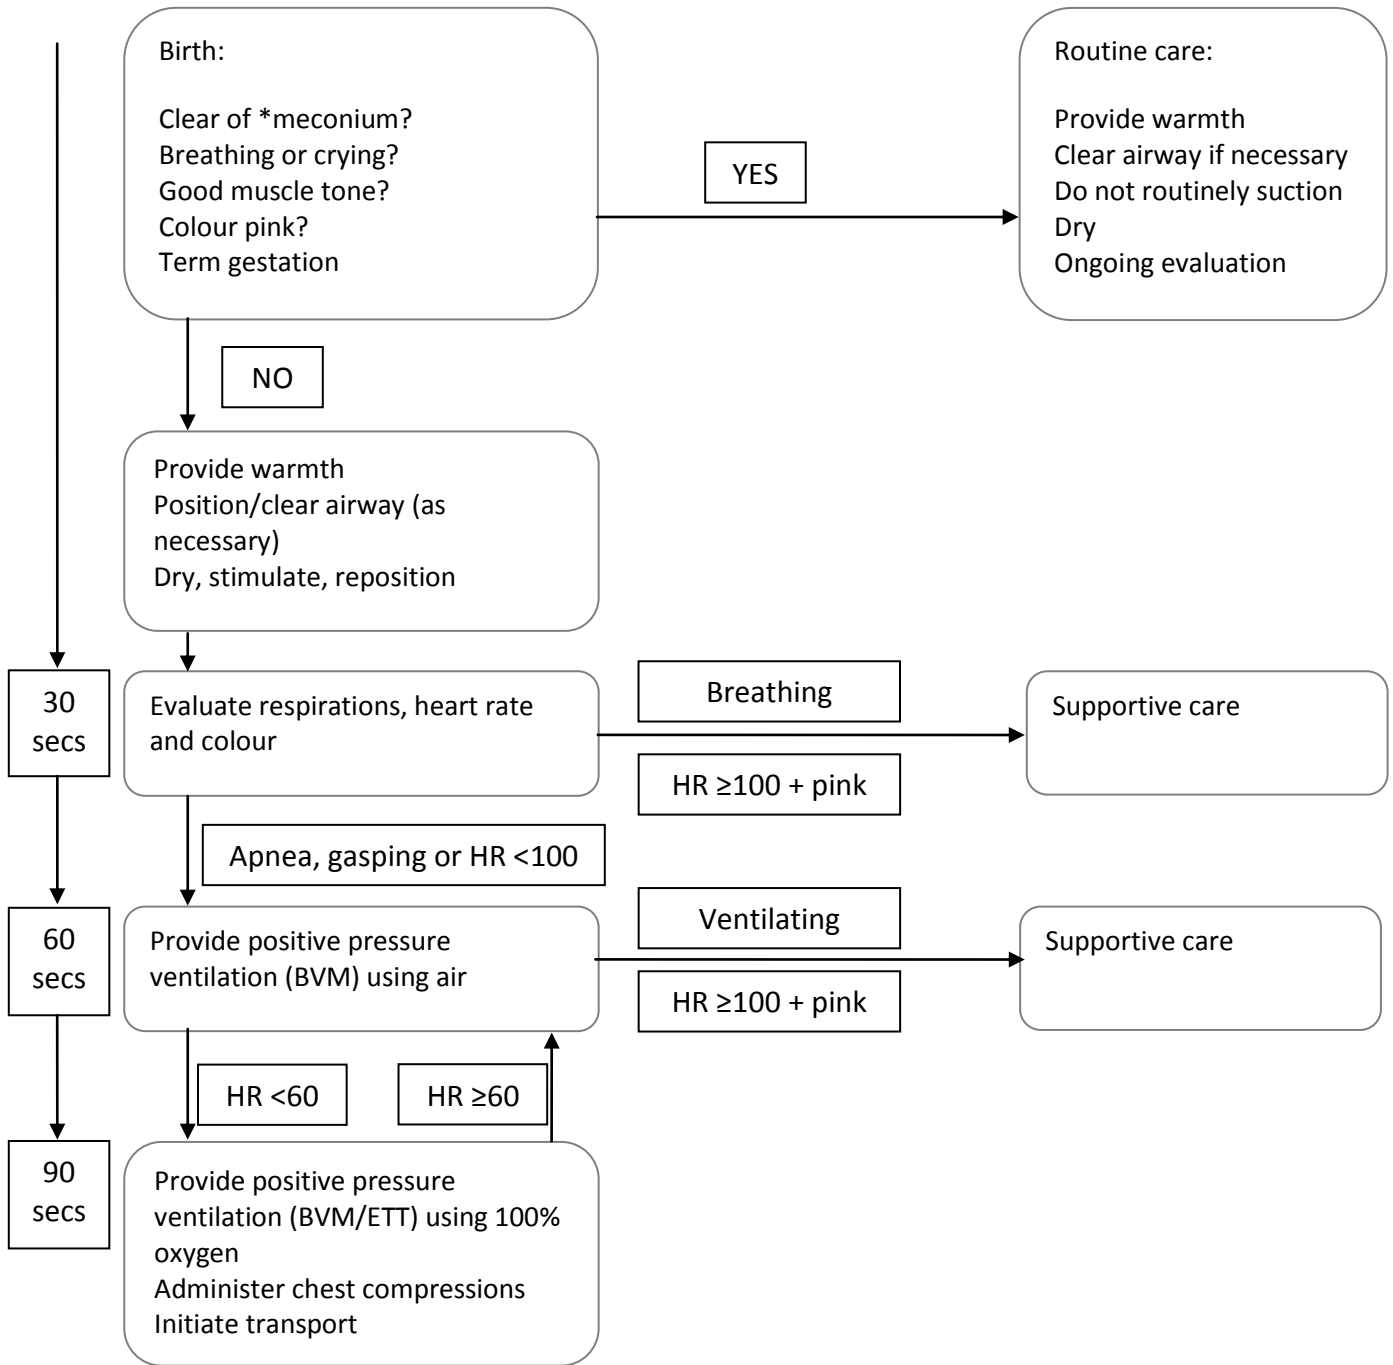 Birth:
Clear of *meconium?
Breathing or crying?
Good muscle tone?
Colour pink?
Term gestation
YES
Routine care:
Provide warmth
Clear airway if necessary
Do not routinely suction
Dry
Ongoing evaluation
NO
Provide warmth
Position/clear airway (as
necessary)
Dry, stimulate, reposition
30
secs
Evaluate respirations, heart rate
and colour
Breathing
HR ≥100 + pink
Supportive care
Apnea, gasping or HR <100
60
secs
Provide positive pressure
ventilation (BVM) using air
Ventilating
HR ≥100 + pink
Supportive care
HR <60
HR ≥60
90
secs
Provide positive pressure
ventilation (BVM/ETT) using 100%
oxygen
Administer chest compressions
Initiate transport